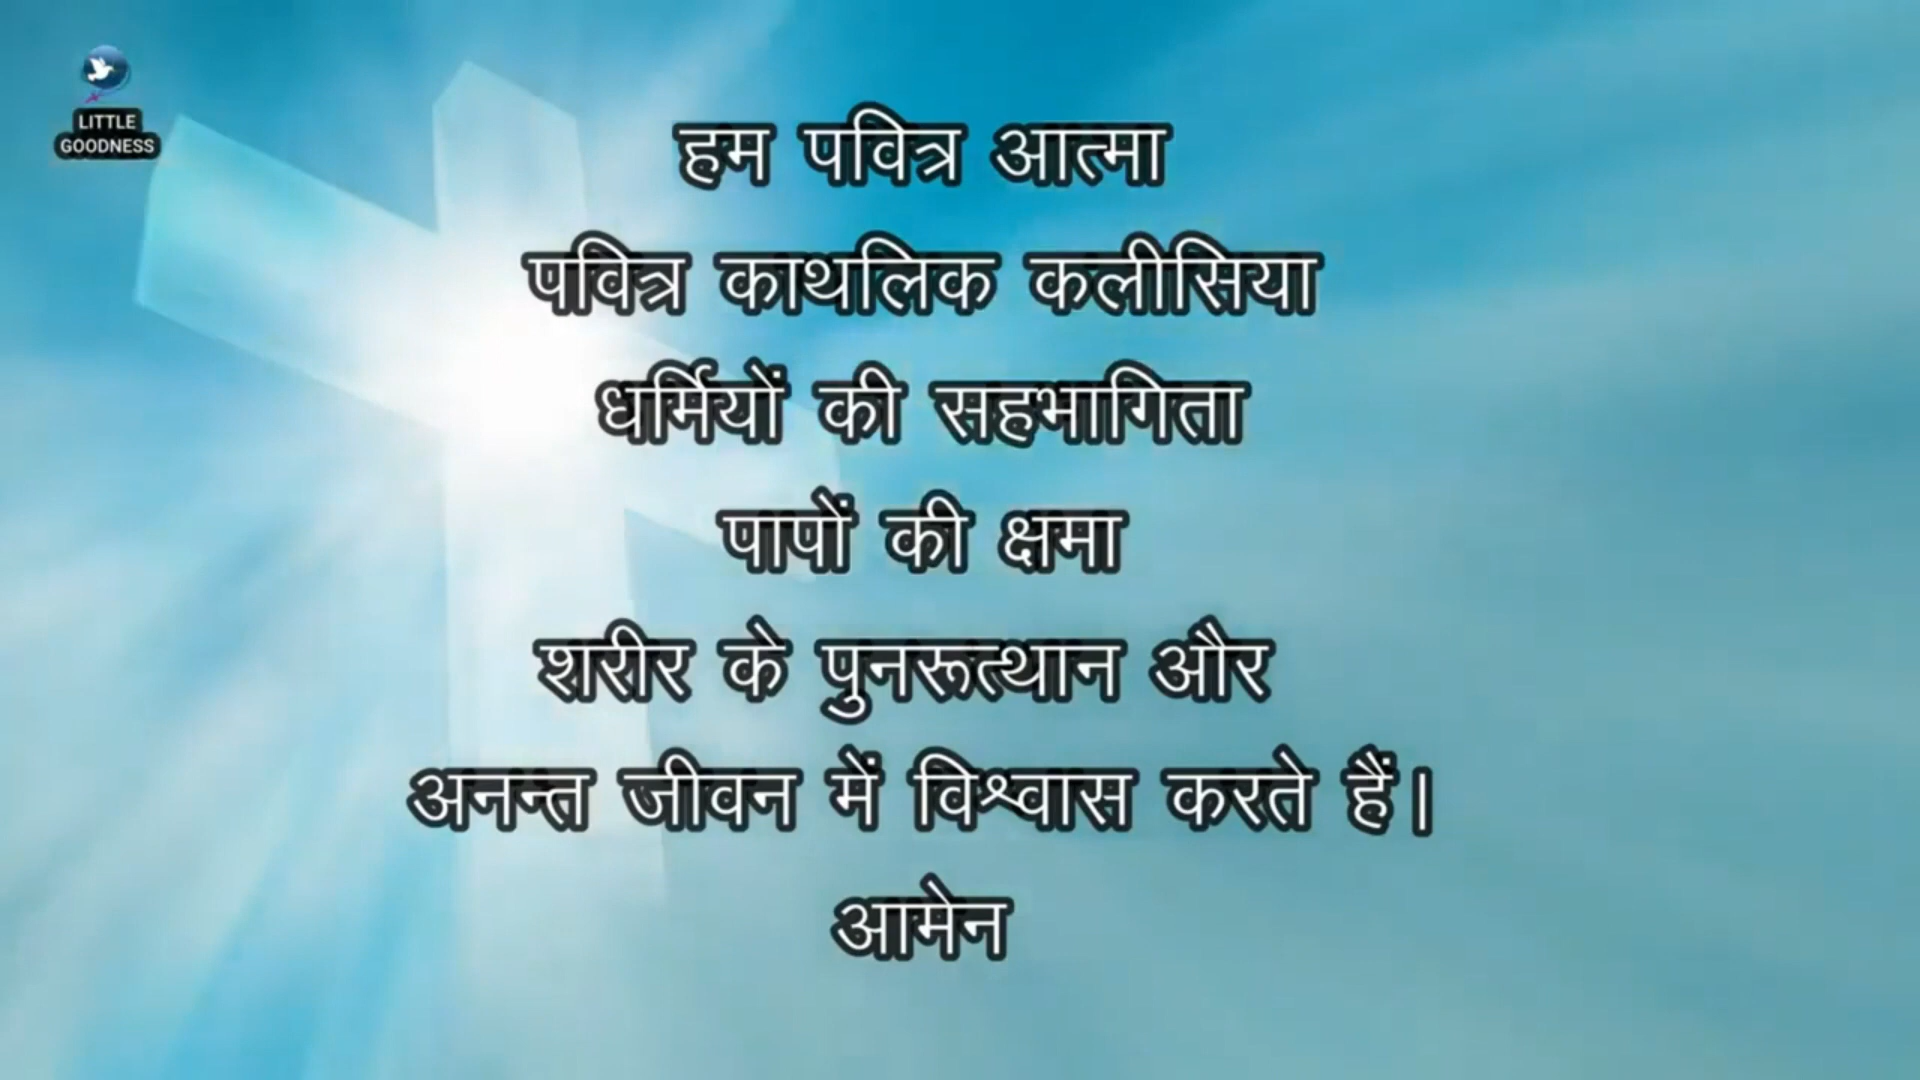 LITTLE
GOODNESS
हम पवित्र आत्मा
पवित्र काथलिक कलीसिया
धर्मियों की सहभागिता
पापों की क्षमा
शरीर के पुनरूत्थान और
अनन्त जीवन में विश्वास करते हैं।
आमेन